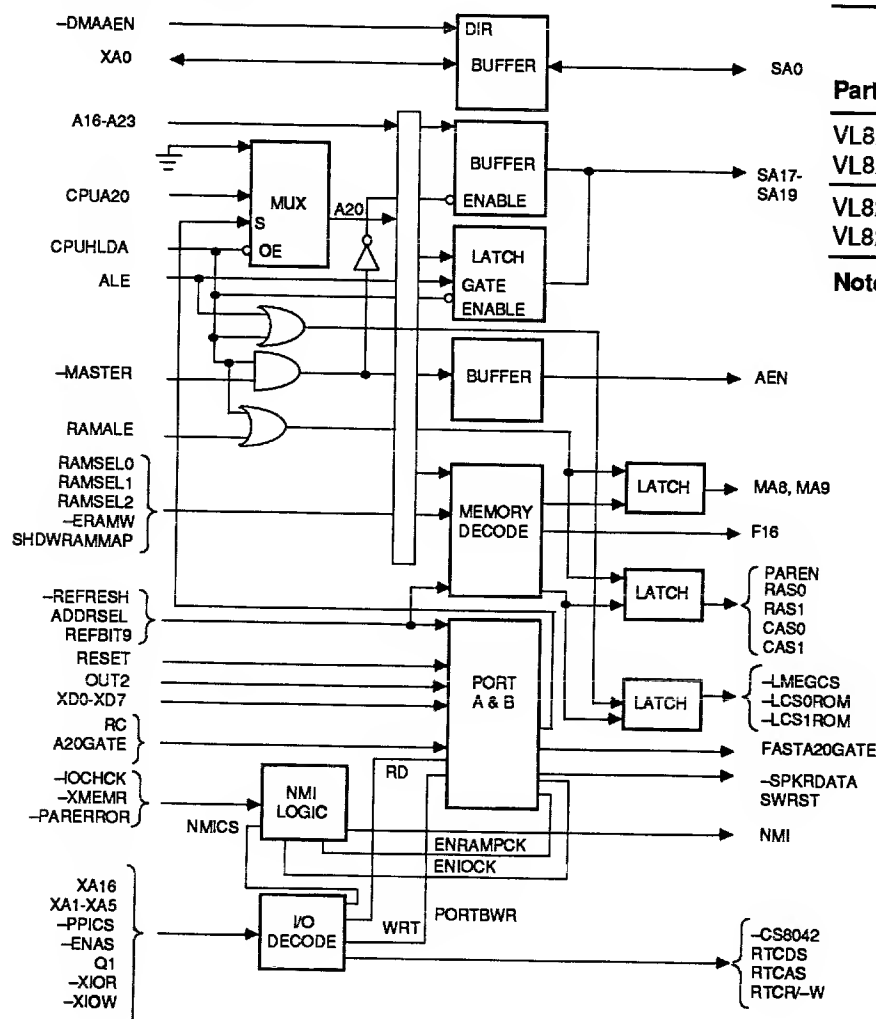 –DMAAEN
XA0
DIR
BUFFER
SA0
Part
VL8
VL8
VL8
VL8
Note
A16-A23
CPUA20
CPUHLDA
ALE
MUX
S
OE
A20
BUFFER
ENABLE
SA17-
SA19
LATCH
GATE
ENABLE
–MASTER
BUFFER
AEN
RAMALE
RAMSEL0
RAMSEL1
RAMSEL2
–ERAMW
SHDWRAMMAP
MEMORY
DECODE
LATCH
MA8, MA9
F16
LATCH
PAREN
RAS0
RAS1
CAS0
CAS1
–REFRESH
ADDRSEL
REFBIT9
RESET
OUT2
XD0-XD7
RC
A20GATE
PORT
A & B
LATCH
–LMEGCS
–LCS0ROM
–LCS1ROM
FASTA20GATE
–SPKRDATA
SWRST
–IOCHCK
–XMEMR
–PARERROR
NMI
LOGIC
NMICS
RD
NMI
ENRAMPCK
ENIOCK
XA16
XA1-XA5
–PPICS
–ENAS
Q1
–XIOR
–XIOW
I/O
DECODE
WRT
PORTBWR
–CS8042
RTCDS
RTCAS
RTCR/–W